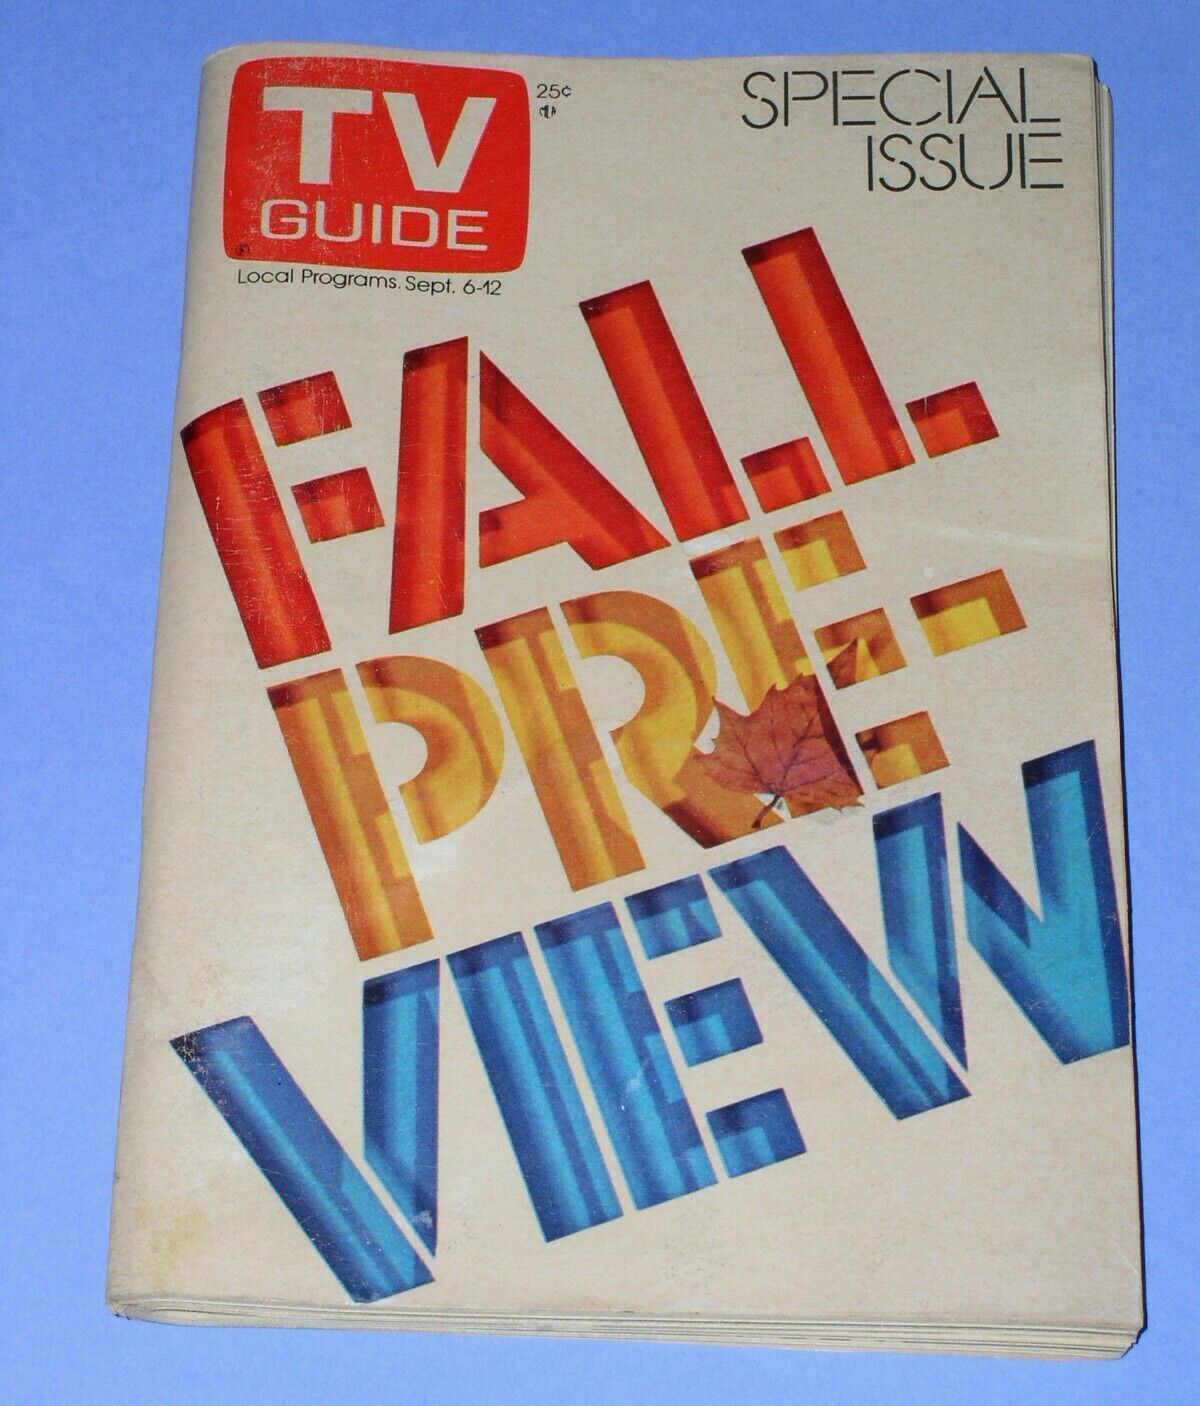 TV
GUIDE
25¢
Local Programs. Sept. 6-12
SPECIAL
ISSUE
FALL
PRE-
VIEW